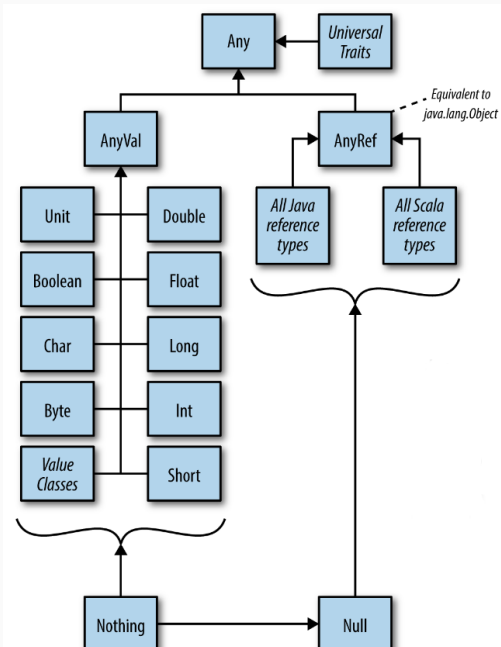 Any
Universal
Traits
Equivalent to
java.lang.Object
AnyVal
AnyRef
Unit
Double
All Java
reference
types
All Scala
reference
types
Boolean
Float
Char
Long
Byte
Int
Value
Classes
Short
Nothing
Null